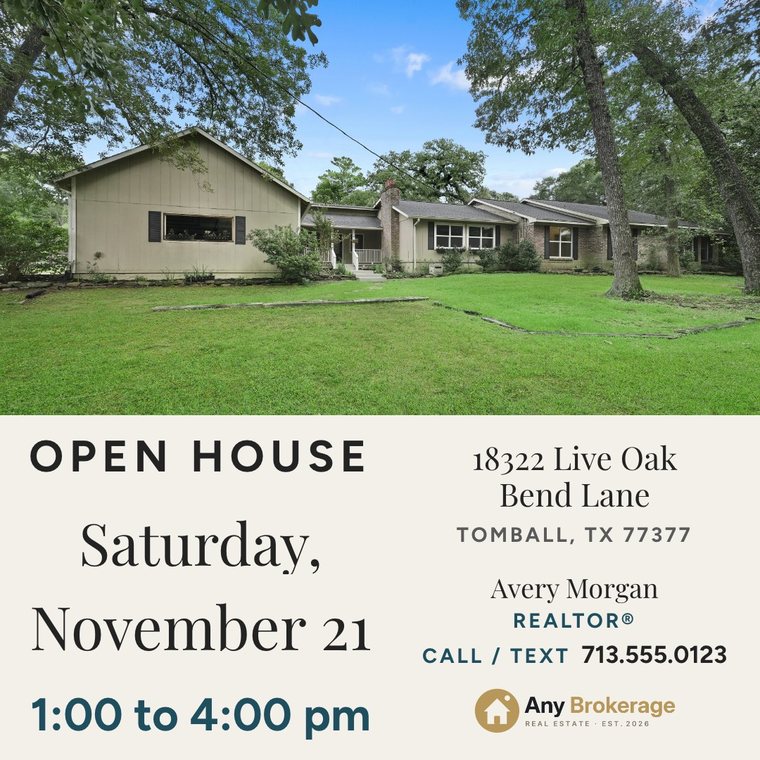 OPEN HOUSE
Saturday,
November 21
1:00 to 4:00 pm
18322 Live Oak
Bend Lane
TOMBALL, TX 77377
Avery Morgan
REALTOR®
CALL / TEXT 713.555.0123
Any Brokerage
REAL ESTATE · EST. 2026